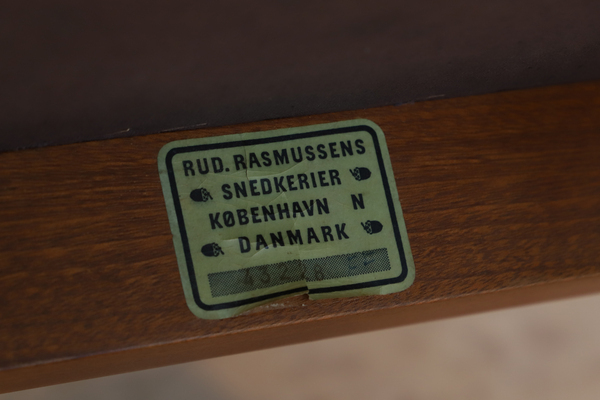 RUD. RASMUSSENS
SNEDKERIER
KØBENHAVN N
DANMARK